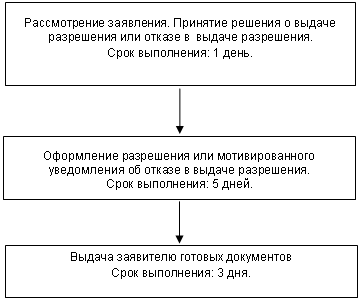 Рассмотрение заявления. Принятие решения о выдаче
разрешения или отказе в выдаче разрешения.
Срок выполнения: 1 день.
Оформление разрешения или мотивированного
уведомления об отказе в выдаче разрешения.
Срок выполнения: 5 дней.
Выдача заявителю готовых документов
Срок выполнения: 3 дня.